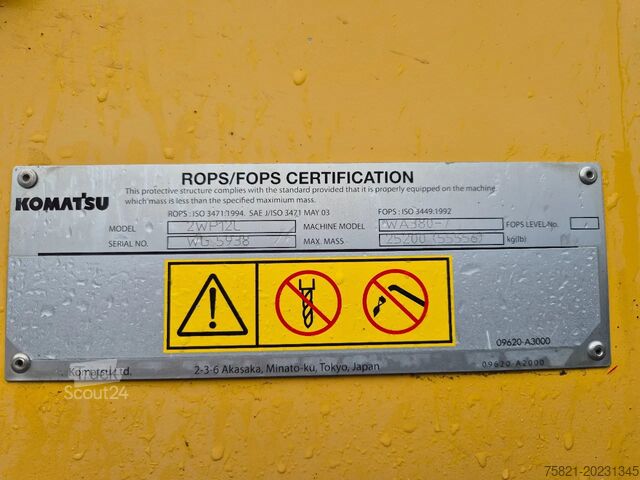 ROPS/FOPS CERTIFICATION
KOMATSU
This protective structure complies with the standard provided that it is properly equipped on the machine
which mass is less than the specified maximium mass.
ROPS : ISO 3471:1994. SAE J/ISO 3471 MAY 03 FOPS : ISO 3449:1992
MODEL 2WP12L MACHINE MODEL WA380-7 FOPS LEVEL-No.
SERIAL NO. WG 5938 MAX. MASS 25200 (55556) kg(lb)
09620-A3000
Komatsu Ltd. 2-3-6 Akasaka, Minato-ku, Tokyo, Japan 09620-A2000
Truck
Scout24
75821-20231345